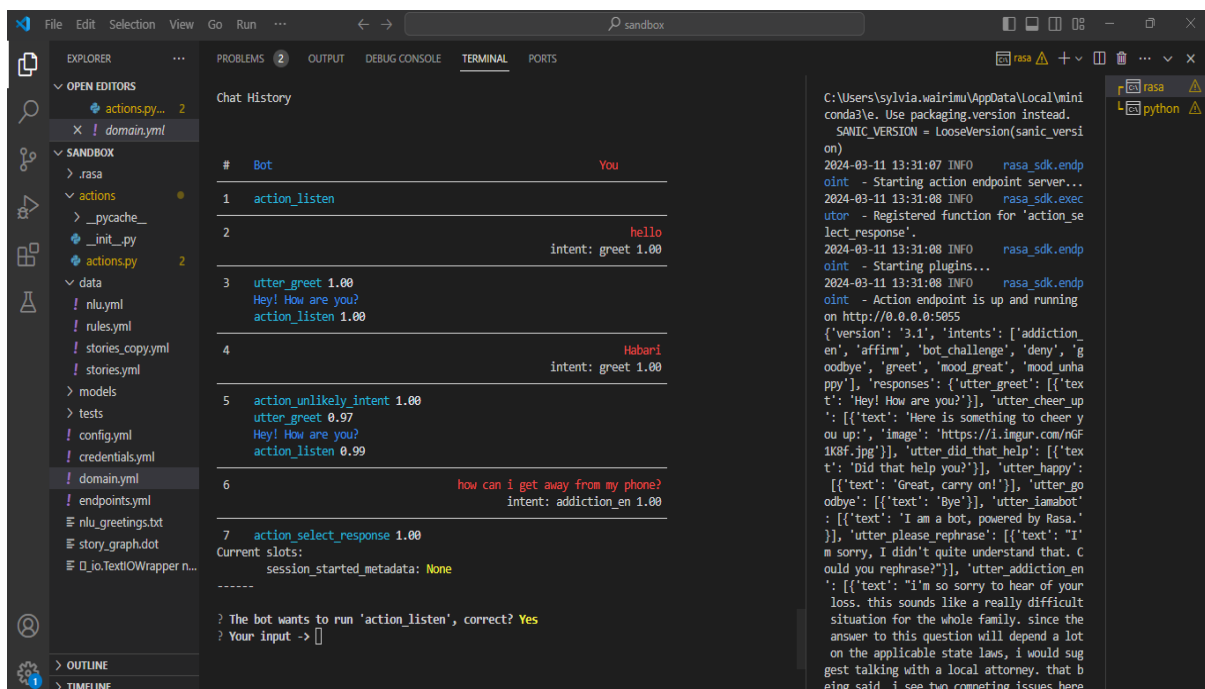 File Edit Selection View Go Run ··· ← → sandbox
EXPLORER ···
OPEN EDITORS
actions.py... 2
X ! domain.yml
SANDBOX
> .rasa
actions
> __pycache__
__init__.py
actions.py 2
data
! nlu.yml
! rules.yml
! stories_copy.yml
! stories.yml
> models
> tests
! config.yml
! credentials.yml
! domain.yml
! endpoints.yml
nlu_greetings.txt
story_graph.dot
_io.TextIOWrapper n...
> OUTLINE
> TIMELINE
1
PROBLEMS 2 OUTPUT DEBUG CONSOLE TERMINAL PORTS
rasa
Chat History
# Bot You
1 action_listen
2 hello
intent: greet 1.00
3 utter_greet 1.00
Hey! How are you?
action_listen 1.00
4 Habari
intent: greet 1.00
5 action_unlikely_intent 1.00
utter_greet 0.97
Hey! How are you?
action_listen 0.99
6 how can i get away from my phone?
intent: addiction_en 1.00
7 action_select_response 1.00
Current slots:
session_started_metadata: None
------
? The bot wants to run 'action_listen', correct? Yes
? Your input ->
C:\Users\sylvia.wairimu\AppData\Local\mini
conda3\e. Use packaging.version instead.
SANIC_VERSION = LooseVersion(sanic_versi
on)
2024-03-11 13:31:07 INFO rasa_sdk.endp
oint - Starting action endpoint server...
2024-03-11 13:31:08 INFO rasa_sdk.exec
utor - Registered function for 'action_se
lect_response'.
2024-03-11 13:31:08 INFO rasa_sdk.endp
oint - Starting plugins...
2024-03-11 13:31:08 INFO rasa_sdk.endp
oint - Action endpoint is up and running
on http://0.0.0.0:5055
{'version': '3.1', 'intents': ['addiction_
en', 'affirm', 'bot_challenge', 'deny', 'g
oodbye', 'greet', 'mood_great', 'mood_unha
ppy'], 'responses': {'utter_greet': [{'tex
t': 'Hey! How are you?'}], 'utter_cheer_up
': [{'text': 'Here is something to cheer y
ou up:', 'image': 'https://i.imgur.com/nGF
1K8f.jpg'}], 'utter_did_that_help': [{'tex
t': 'Did that help you?'}], 'utter_happy':
[{'text': 'Great, carry on!'}], 'utter_go
odbye': [{'text': 'Bye'}], 'utter_iamabot'
: [{'text': 'I am a bot, powered by Rasa.'
}], 'utter_please_rephrase': [{'text': "I'
m sorry, I didn't quite understand that. C
ould you rephrase?"}], 'utter_addiction_en
': [{'text': "i'm so sorry to hear of your
loss. this sounds like a really difficult
situation for the whole family. since the
answer to this question will depend a lot
on the applicable state laws, i would sug
gest talking with a local attorney. that b
eing said, i see two competing issues here
rasa
python